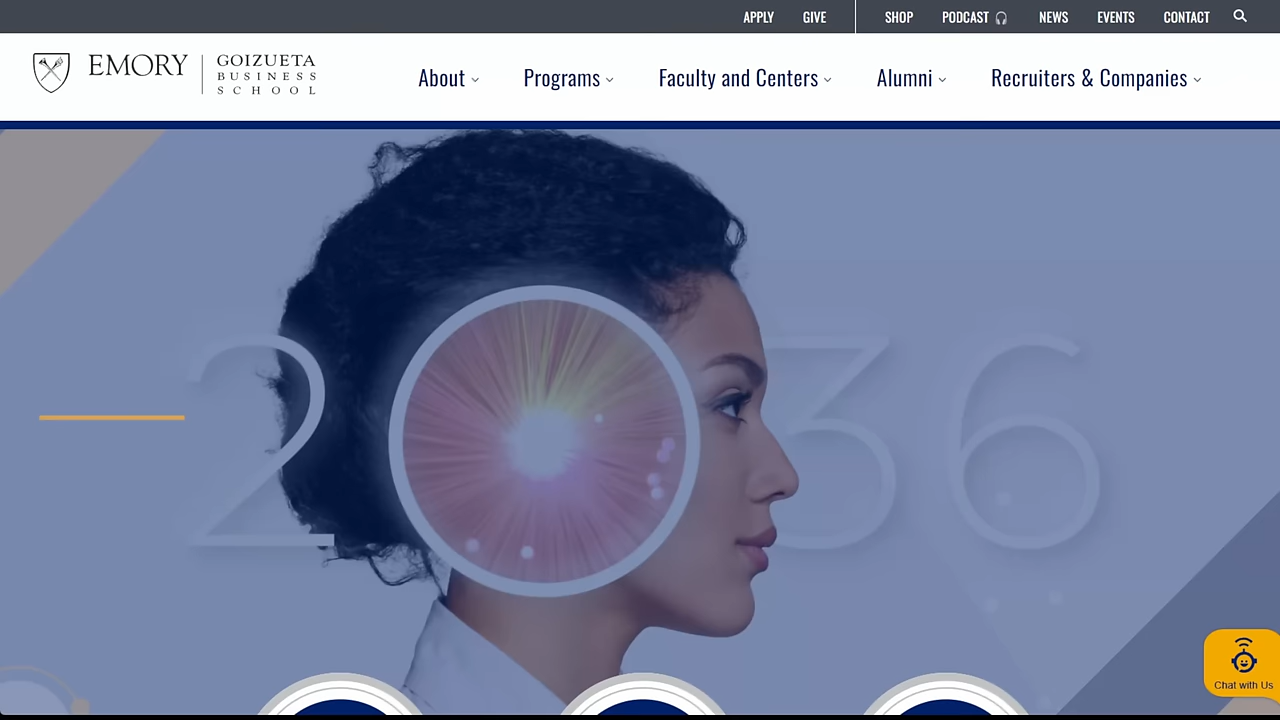 APPLY GIVE SHOP PODCAST NEWS EVENTS CONTACT
EMORY
GOIZUETA
BUSINESS
SCHOOL
About Programs Faculty and Centers Alumni Recruiters & Companies
2036
Chat with Us